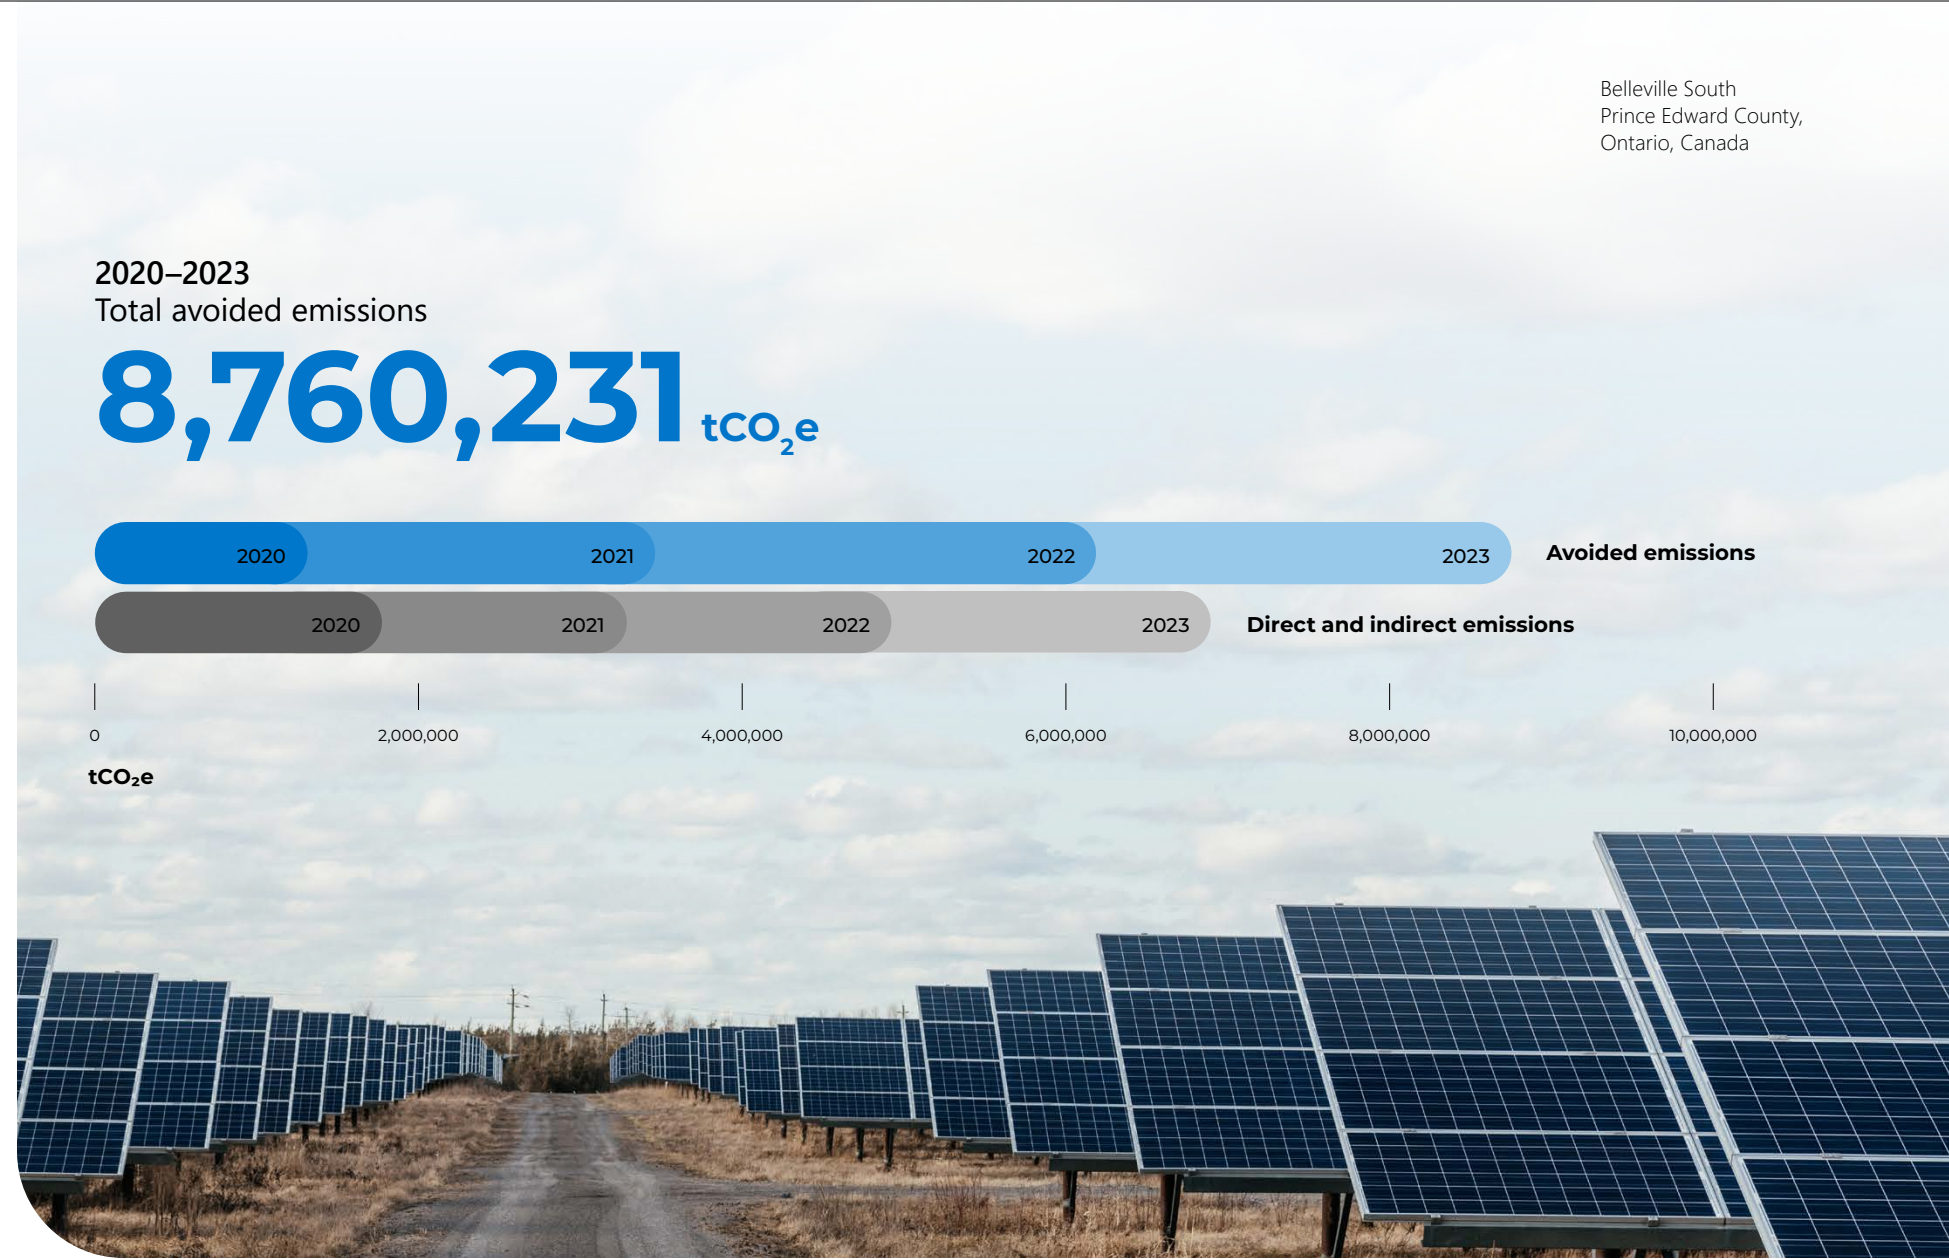 Belleville South
Prince Edward County,
Ontario, Canada
2020–2023
Total avoided emissions
8,760,231 tCO₂e
2020 2021 2022 2023 Avoided emissions
2020 2021 2022 2023 Direct and indirect emissions
0 2,000,000 4,000,000 6,000,000 8,000,000 10,000,000
tCO₂e